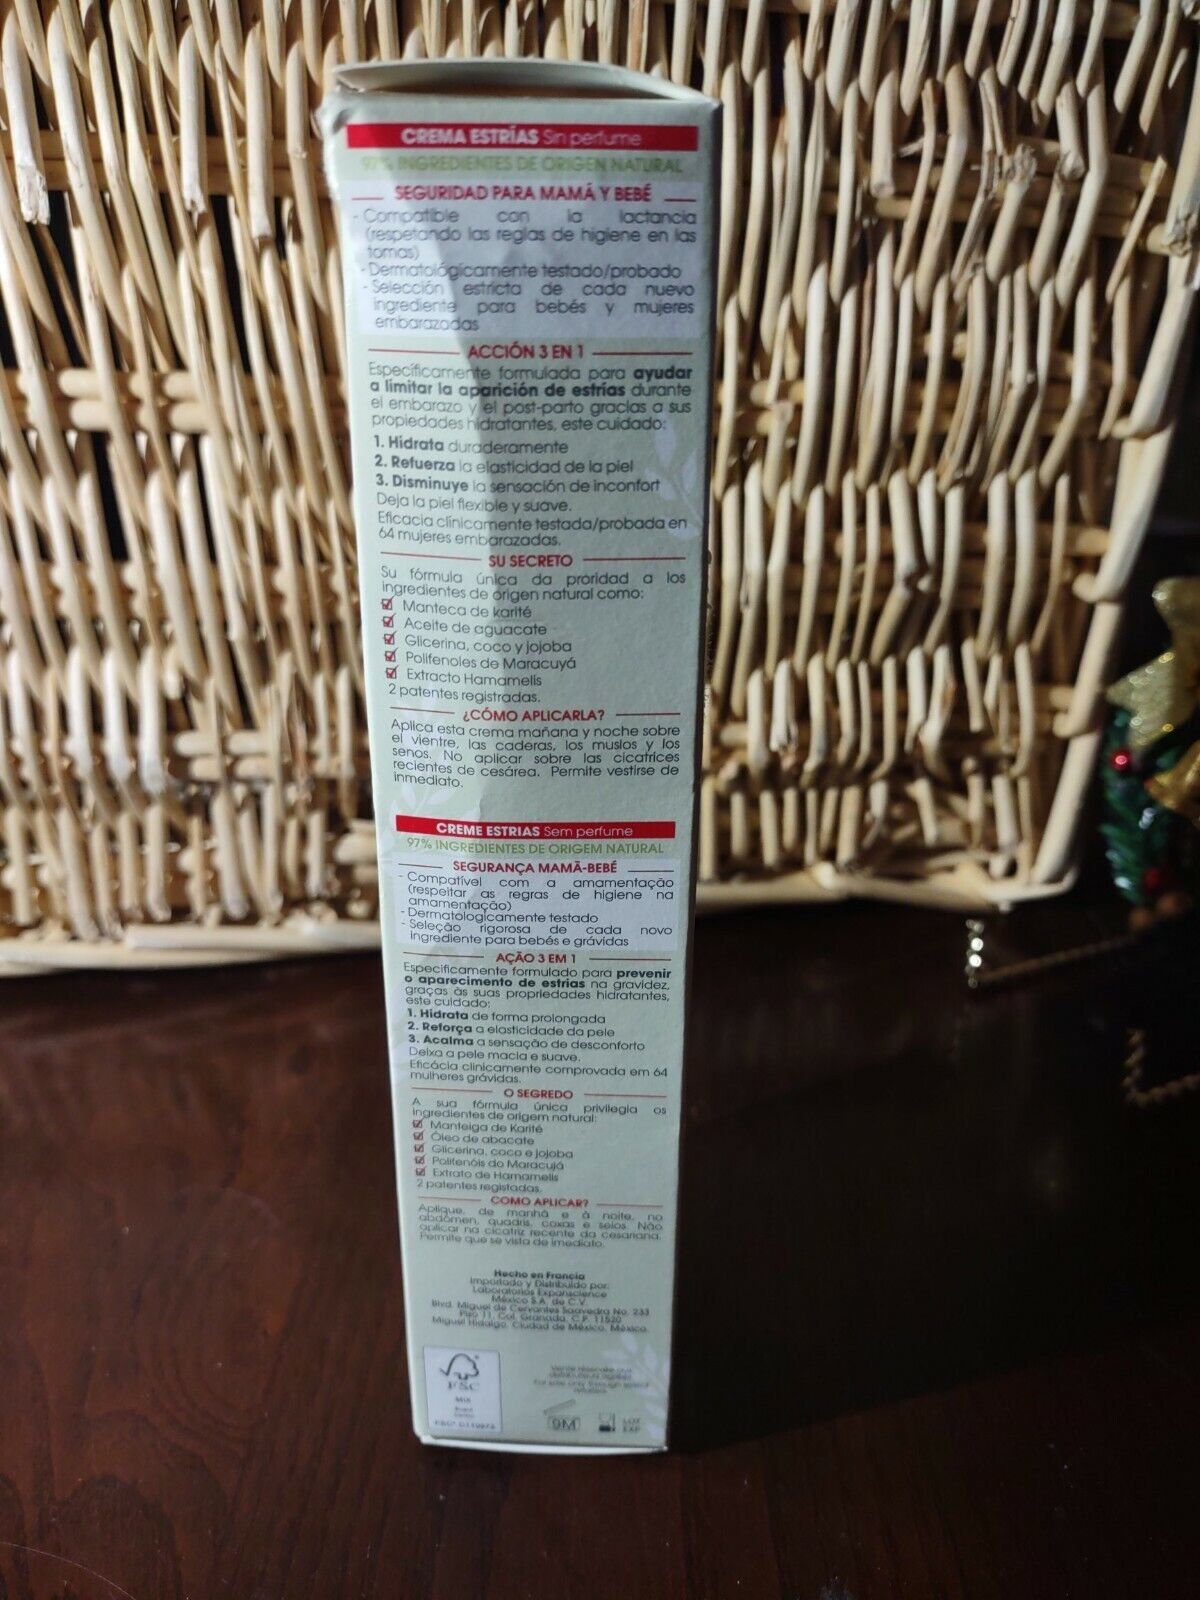 CREMA ESTRÍAS Sin perfume
97% INGREDIENTES DE ORIGEN NATURAL
SEGURIDAD PARA MAMÁ Y BEBÉ
- Compatible con la lactancia
(respetando las reglas de higiene en las
tomas)
- Dermatológicamente testado/probado
- Selección estricta de cada nuevo
ingrediente para bebés y mujeres
embarazadas
ACCIÓN 3 EN 1
Específicamente formulada para ayudar
a limitar la aparición de estrías durante
el embarazo y el post-parto gracias a sus
propiedades hidratantes, este cuidado:
1. Hidrata duraderamente
2. Refuerza la elasticidad de la piel
3. Disminuye la sensación de inconfort
Deja la piel flexible y suave.
Eficacia clínicamente testada/probada en
64 mujeres embarazadas.
SU SECRETO
Su fórmula única da proridad a los
ingredientes de origen natural como:
Manteca de karité
Aceite de aguacate
Glicerina, coco y jojoba
Polifenoles de Maracuyá
Extracto Hamamelis
2 patentes registradas.
¿CÓMO APLICARLA?
Aplica esta crema mañana y noche sobre
el vientre, las caderas, los muslos y los
senos. No aplicar sobre las cicatrices
recientes de cesárea. Permite vestirse de
inmediato.
CREME ESTRIAS Sem perfume
97% INGREDIENTES DE ORIGEM NATURAL
SEGURANÇA MAMÃ-BEBÉ
- Compatível com a amamentação
(respeitar as regras de higiene na
amamentação)
- Dermatologicamente testado
- Seleção rigorosa de cada novo
ingrediente para bebés e grávidas
AÇÃO 3 EM 1
Especificamente formulado para prevenir
o aparecimento de estrias na gravidez,
graças às suas propriedades hidratantes,
este cuidado:
1. Hidrata de forma prolongada
2. Reforça a elasticidade da pele
3. Acalma a sensação de desconforto
Deixa a pele macia e suave.
Eficácia clinicamente comprovada em 64
mulheres grávidas.
O SEGREDO
A sua fórmula única privilegia os
ingredientes de origem natural:
Manteiga de Karité
Óleo de abacate
Glicerina, coco e jojoba
Polifenóis do Maracujá
Extrato de Hamamelis
2 patentes registadas.
COMO APLICAR?
Aplique, de manhã e à noite, no
abdómen, quadris, coxas e seios. Não
aplicar na cicatriz recente da cesariana.
Permite que se vista de imediato.
Hecho en Francia
Importado y Distribuido por:
Laboratorios Expanscience
México S.A. de C.V.
Blvd. Miguel de Cervantes Saavedra No. 233
Piso 11, Col. Granada, C.P. 11520
Miguel Hidalgo, Ciudad de México, México.
FSC
MIX
Board
9M
LOT
EXP